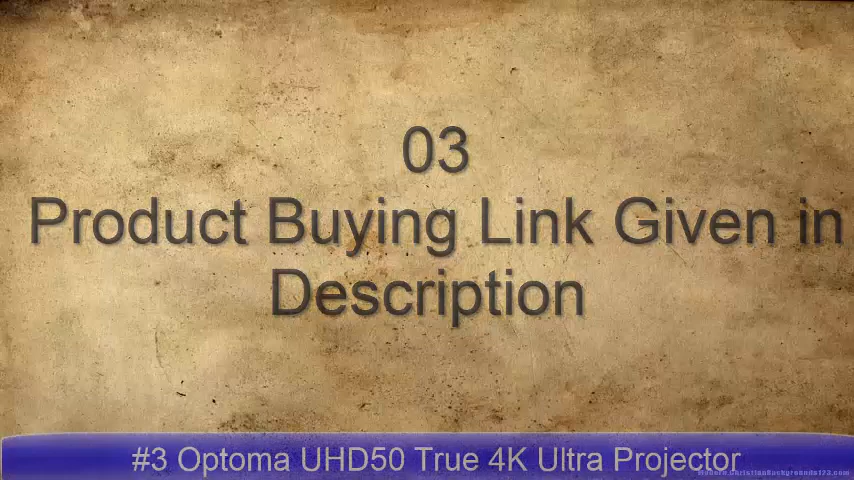 03
Product Buying Link Given in
Description
#3 Optoma UHD50 True 4K Ultra Projector